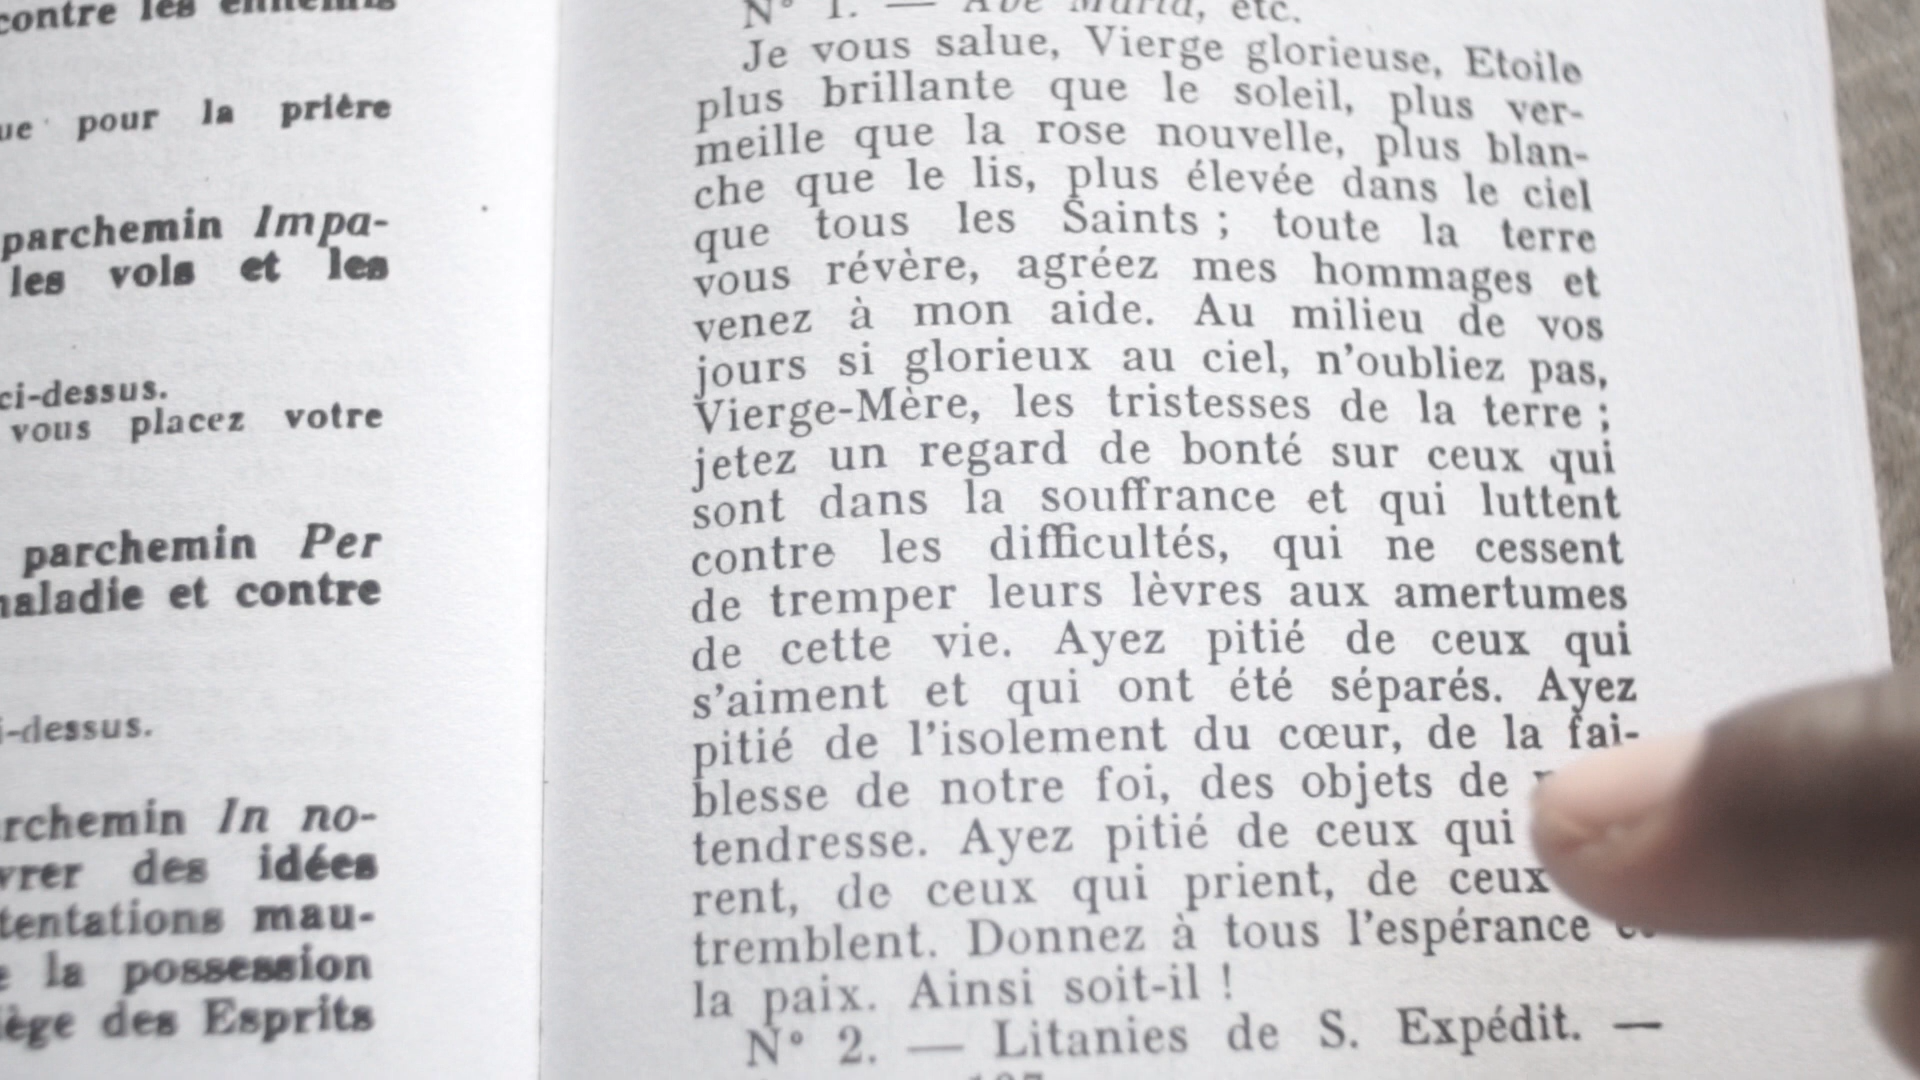 contre les ennemis
pour la prière
parchemin Impa-
les vols et les
ci-dessus.
vous placez votre
parchemin Per
maladie et contre
i-dessus.
rchemin In no-
vrer des idées
tentations mau-
la possession
ège des Esprits
N° 1. — Ave Maria, etc.
Je vous salue, Vierge glorieuse, Etoile
plus brillante que le soleil, plus ver-
meille que la rose nouvelle, plus blan-
che que le lis, plus élevée dans le ciel
que tous les Saints ; toute la terre
vous révère, agréez mes hommages et
venez à mon aide. Au milieu de vos
jours si glorieux au ciel, n'oubliez pas,
Vierge-Mère, les tristesses de la terre ;
jetez un regard de bonté sur ceux qui
sont dans la souffrance et qui luttent
contre les difficultés, qui ne cessent
de tremper leurs lèvres aux amertumes
de cette vie. Ayez pitié de ceux qui
s'aiment et qui ont été séparés. Ayez
pitié de l'isolement du cœur, de la fai-
blesse de notre foi, des objets de
tendresse. Ayez pitié de ceux qui
rent, de ceux qui prient, de ceux
tremblent. Donnez à tous l'espérance
la paix. Ainsi soit-il !
N° 2. — Litanies de S. Expédit. —